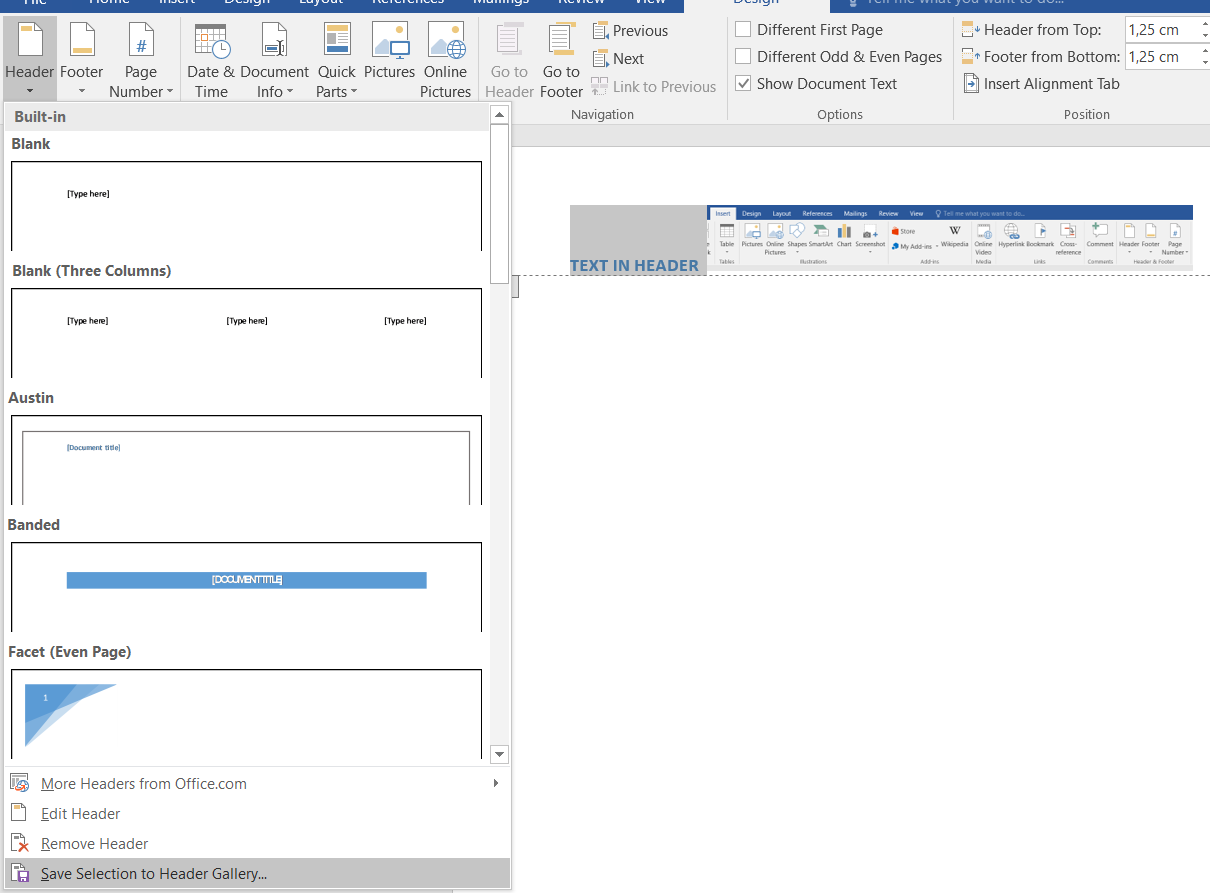 File Home Insert Design Layout References Mailings Review View Design Tell me what you want to do...
Header Footer Page Number Date & Time Document Info Quick Parts Pictures Online Pictures Go to Header Go to Footer
Previous
Next
Link to Previous
Navigation
Different First Page
Different Odd & Even Pages
Show Document Text
Options
Header from Top: 1,25 cm
Footer from Bottom: 1,25 cm
Insert Alignment Tab
Position
Built-in
Blank
[Type here]
Blank (Three Columns)
[Type here] [Type here] [Type here]
Austin
[Document title]
Banded
[DOCUMENT TITLE]
Facet (Even Page)
1
More Headers from Office.com
Edit Header
Remove Header
Save Selection to Header Gallery...
TEXT IN HEADER
Insert Design Layout References Mailings Review View Tell me what you want to do...
Table Pictures Online Pictures Shapes SmartArt Chart Screenshot
Store
My Add-ins
Wikipedia Online Video Hyperlink Bookmark Cross-reference Comment Header Footer Page Number
Tables Illustrations Add-ins Media Links Comments Header & Footer